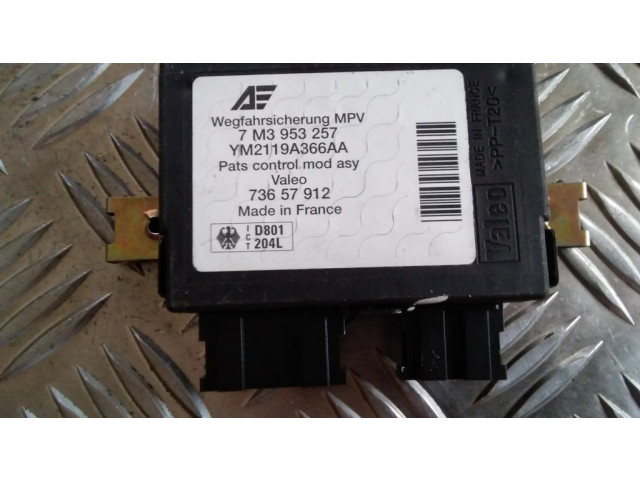 AE
Wegfahrsicherung MPV
7 M3 953 257
YM2119A366AA
Pats control mod asy
Valeo
736 57 912
Made in France
I C T
D801
204L
MADE IN FRANCE
>PP-T20<
Valeo